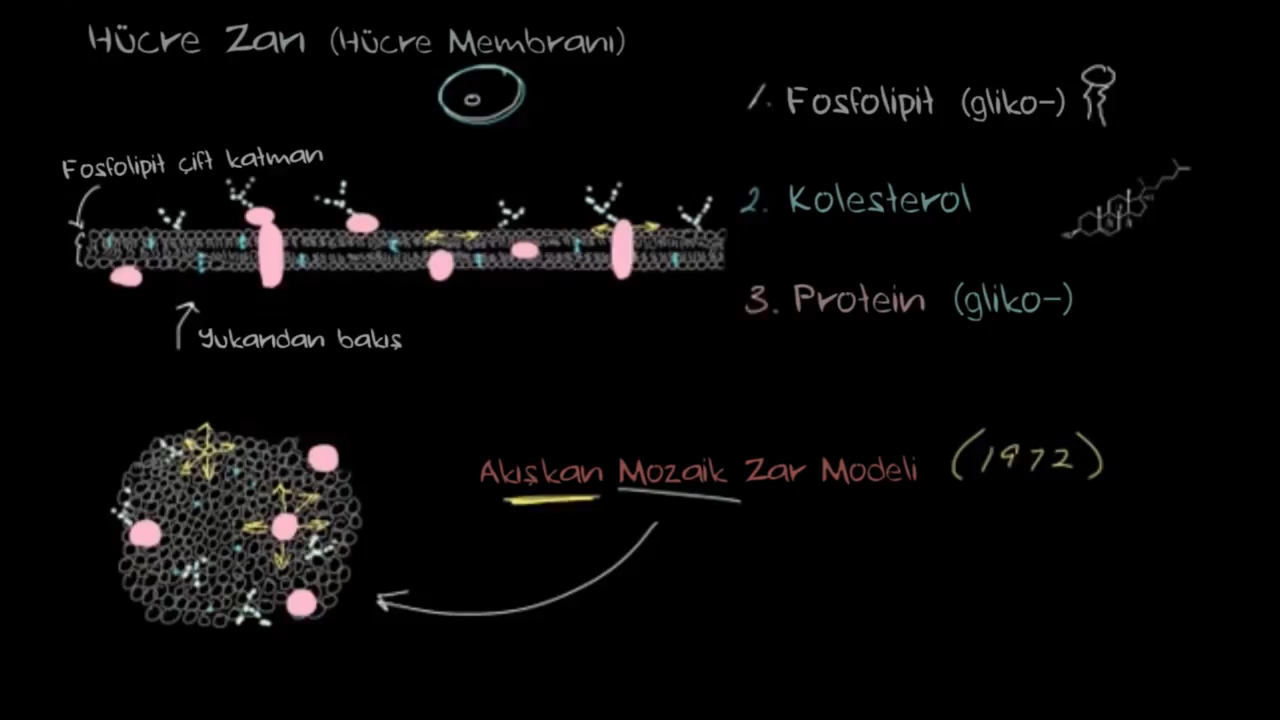 Hücre Zarı (Hücre Membranı)
1. Fosfolipit (gliko-)
Fosfolipit çift katman
2. Kolesterol
3. Protein (gliko-)
Yukarıdan bakış
Akışkan Mozaik Zar Modeli (1972)